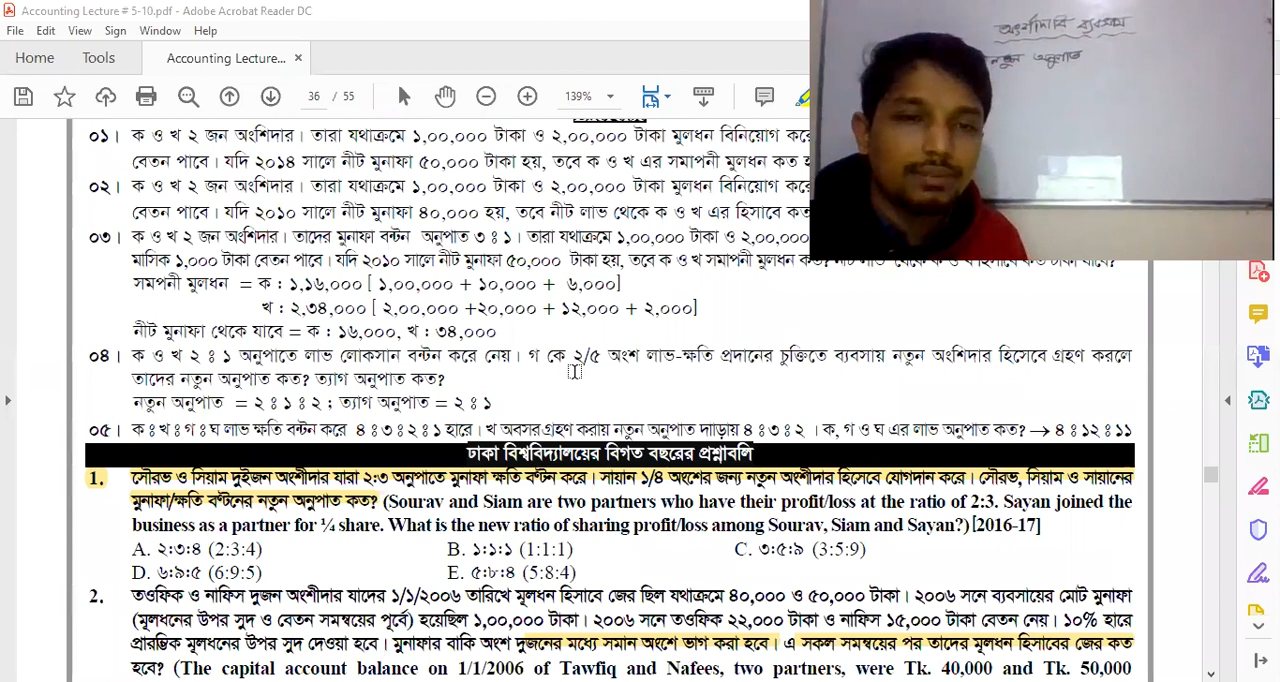 Accounting Lecture # 5-10.pdf - Adobe Acrobat Reader DC
File Edit View Sign Window Help
Home Tools Accounting Lecture... ×
36 / 55 139%
অংশীদারি ব্যবসায়
নতুন অনুপাত
০১। ক ও খ ২ জন অংশিদার। তারা যথাক্রমে ১,০০,০০০ টাকা ও ২,০০,০০০ টাকা মুলধন বিনিয়োগ করে
বেতন পাবে। যদি ২০১৪ সালে নীট মুনাফা ৫০,০০০ টাকা হয়, তবে ক ও খ এর সমাপনী মুলধন কত
০২। ক ও খ ২ জন অংশিদার। তারা যথাক্রমে ১,০০,০০০ টাকা ও ২,০০,০০০ টাকা মুলধন বিনিয়োগ করে
বেতন পাবে। যদি ২০১০ সালে নীট মুনাফা ৪০,০০০ হয়, তবে নীট লাভ থেকে ক ও খ এর হিসাবে কত
০৩। ক ও খ ২ জন অংশিদার। তাদের মুনাফা বন্টন অনুপাত ৩ ঃ ১। তারা যথাক্রমে ১,০০,০০০ টাকা ও ২,০০,০০
মাসিক ১,০০০ টাকা বেতন পাবে। যদি ২০১০ সালে নীট মুনাফা ৫০,০০০ টাকা হয়, তবে ক ও খ সমাপনী মুলধন কত? নীট লাভ থেকে ক ও খ হিসাবে কত টাকা যাবে?
সমপনী মুলধন = ক : ১,১৬,০০০ [ ১,০০,০০০ + ১০,০০০ + ৬,০০০]
খ : ২,৩৪,০০০ [ ২,০০,০০০ +২০,০০০ + ১২,০০০ + ২,০০০]
নীট মুনাফা থেকে যাবে = ক : ১৬,০০০, খ : ৩৪,০০০
০৪। ক ও খ ২ ঃ ১ অনুপাতে লাভ লোকসান বন্টন করে নেয়। গ কে ২/৫ অংশ লাভ-ক্ষতি প্রদানের চুক্তিতে ব্যবসায় নতুন অংশিদার হিসেবে গ্রহণ করলে
তাদের নতুন অনুপাত কত? ত্যাগ অনুপাত কত?
নতুন অনুপাত = ২ ঃ ১ ঃ ২ ; ত্যাগ অনুপাত = ২ ঃ ১
০৫। ক ঃ খ ঃ গ ঃ ঘ লাভ ক্ষতি বন্টন করে ৪ ঃ ৩ ঃ ২ ঃ ১ হারে। খ অবসর গ্রহণ করায় নতুন অনুপাত দাড়িায় ৪ ঃ ৩ ঃ ২ । ক, গ ও ঘ এর লাভ অনুপাত কত? → ৪ ঃ ১২ ঃ ১১
ঢাকা বিশ্ববিদ্যালয়ের বিগত বছরের প্রশ্নাবলি
1. সৌরভ ও সিয়াম দুইজন অংশীদার যারা ২:৩ অনুপাতে মুনাফা ক্ষতি বণ্টন করে। সায়ান ১/৪ অংশের জন্য নতুন অংশীদার হিসেবে যোগদান করে। সৌরভ, সিয়াম ও সায়ানের
মুনাফা/ক্ষতি বণ্টনের নতুন অনুপাত কত? (Sourav and Siam are two partners who have their profit/loss at the ratio of 2:3. Sayan joined the
business as a partner for ¼ share. What is the new ratio of sharing profit/loss among Sourav, Siam and Sayan?) [2016-17]
A. ২:৩:৪ (2:3:4) B. ১:১:১ (1:1:1) C. ৩:৫:৯ (3:5:9)
D. ৬:৯:৫ (6:9:5) E. ৫:৮:৪ (5:8:4)
2. তওফিক ও নাফিস দুজন অংশীদার যাদের ১/১/২০০৬ তারিখে মূলধন হিসাবে জের ছিল যথাক্রমে ৪০,০০০ ও ৫০,০০০ টাকা। ২০০৬ সনে ব্যবসায়ের মোট মুনাফা
(মূলধনের উপর সুদ ও বেতন সমন্বয়ের পূর্বে) হয়েছিল ১,০০,০০০ টাকা। ২০০৬ সনে তওফিক ২২,০০০ টাকা ও নাফিস ১৫,০০০ টাকা বেতন নেয়। ১০% হারে
প্রারম্ভিক মূলধনের উপর সুদ দেওয়া হবে। মুনাফার বাকি অংশ দুজনের মধ্যে সমান অংশে ভাগ করা হবে। এ সকল সমন্বয়ের পর তাদের মূলধন হিসাবের জের কত
হবে? (The capital account balance on 1/1/2006 of Tawfiq and Nafees, two partners, were Tk. 40,000 and Tk. 50,000